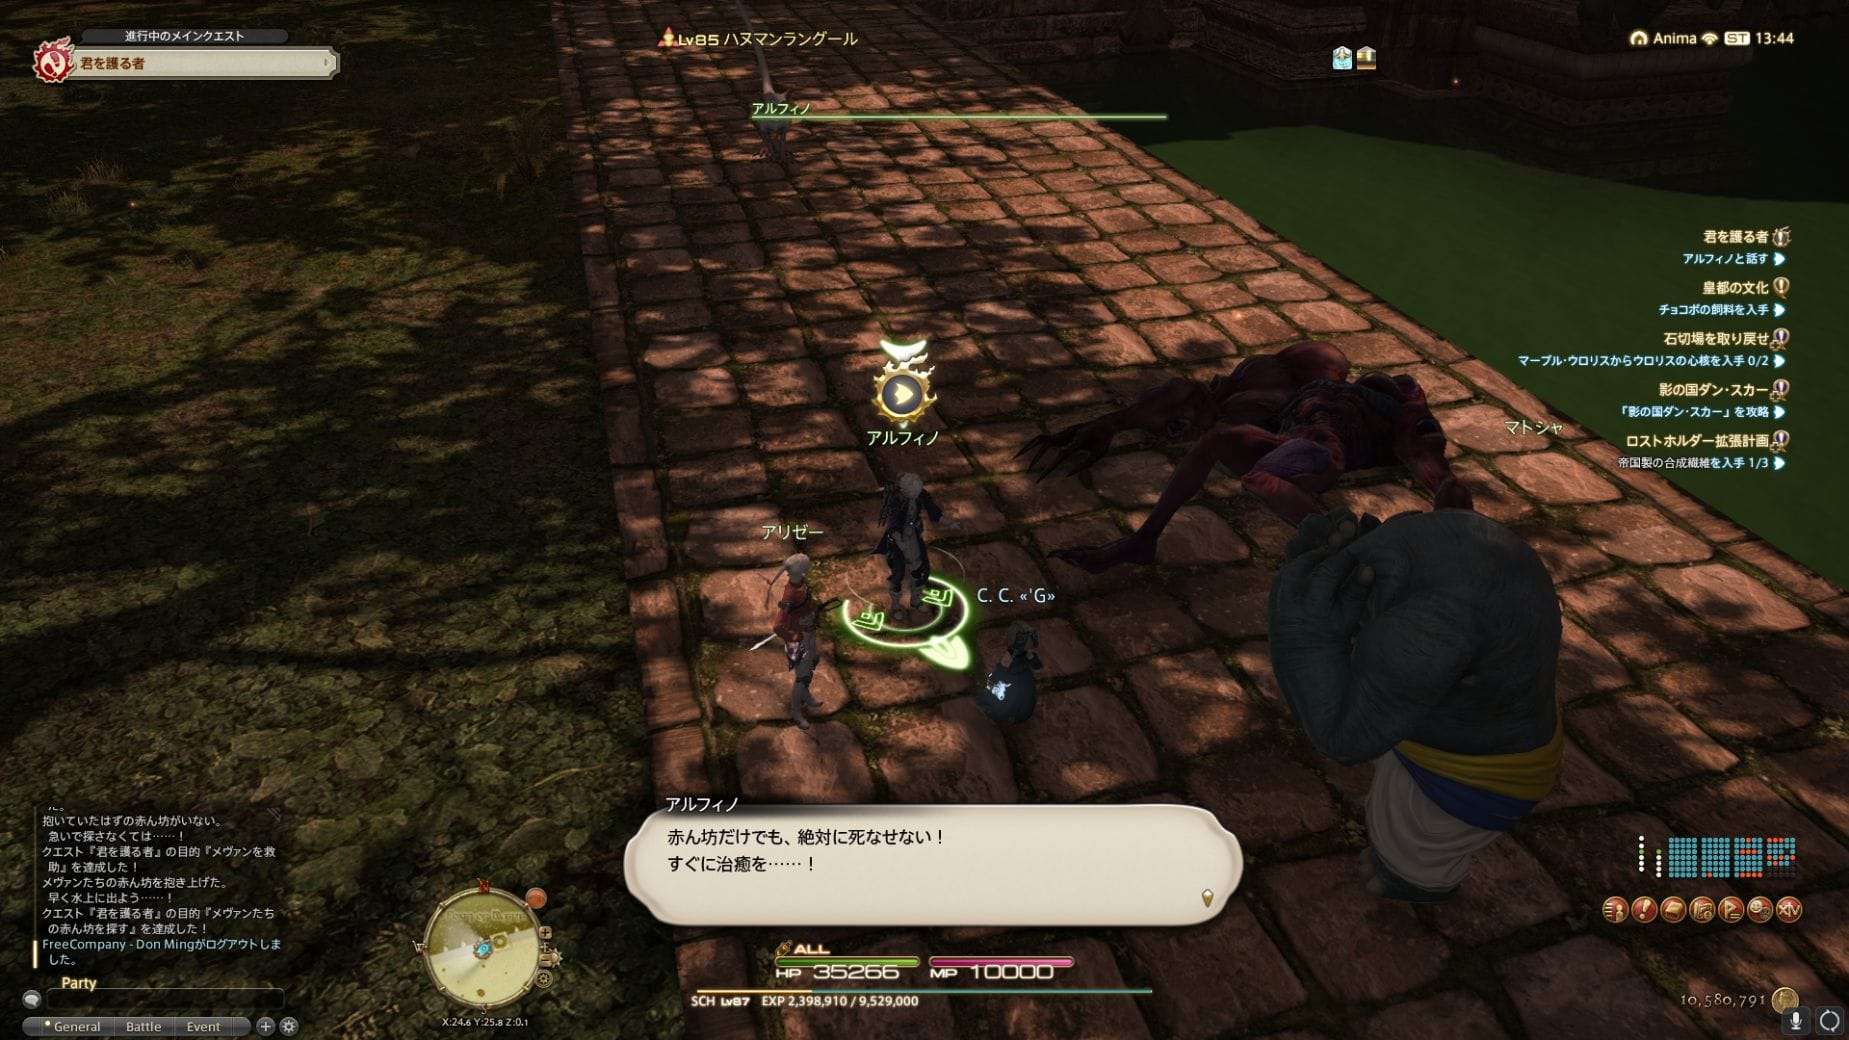 進行中のメインクエスト
君を護る者
Lv85 ハヌマンラングール
アルフィノ
Anima ST 13:44
君を護る者
アルフィノと話す
皇都の文化
チョコボの飼料を入手
石切場を取り戻せ
マーブル・ウロリスからウロリスの心核を入手 0/2
影の国ダン・スカー
「影の国ダン・スカー」を攻略
ロストホルダー拡張計画
帝国製の合成繊維を入手 1/3
アルフィノ
マトシャ
アリゼー
C. C. «'G»
アルフィノ
赤ん坊だけでも、絶対に死なせない！
すぐに治癒を……！
た。
抱いていたはずの赤ん坊がいない。
急いで探さなくては……！
クエスト『君を護る者』の目的『メヴァンを救
助』を達成した！
メヴァンたちの赤ん坊を抱き上げた。
早く水上に出よう……！
クエスト『君を護る者』の目的『メヴァンたち
の赤ん坊を探す』を達成した！
FreeCompany - Don Mingがログアウトしま
した。
Party
General Battle Event
X:24.6 Y:25.8 Z:0.1
ALL
HP 35266 MP 10000
SCH Lv87 EXP 2,398,910 / 9,529,000
XIV
10,580,791